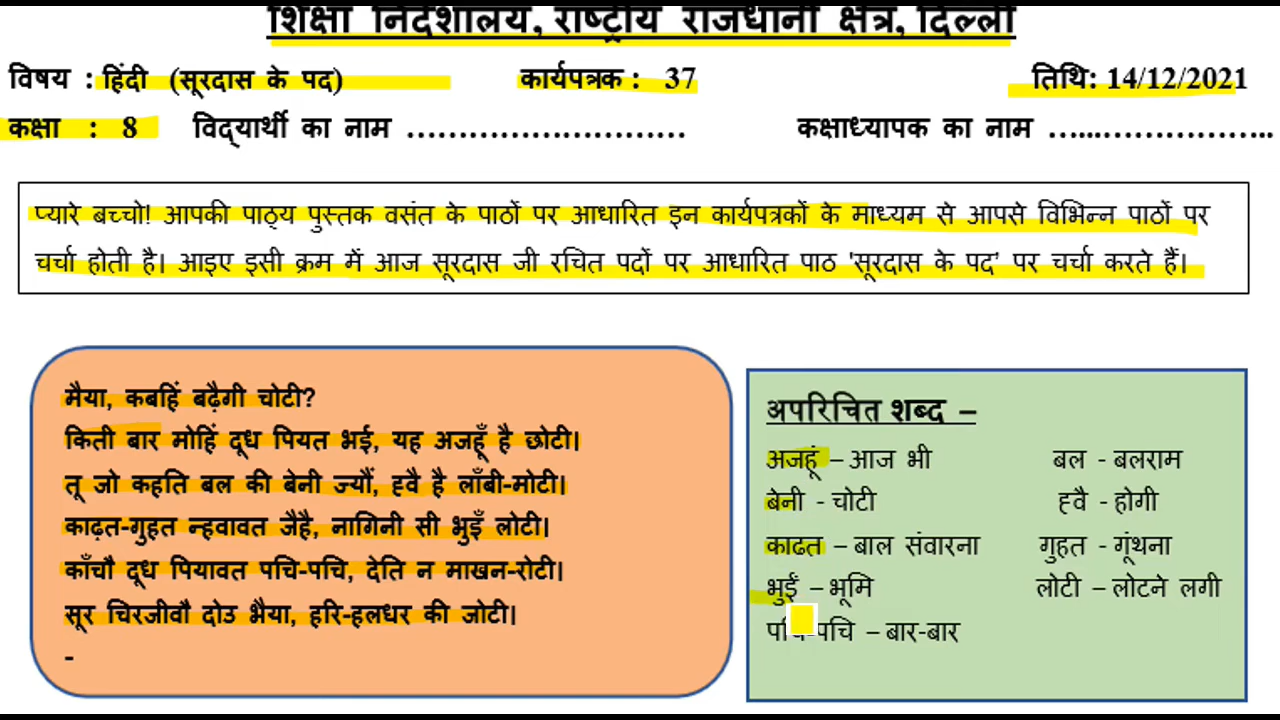 शिक्षा निदेशालय, राष्ट्रीय राजधानी क्षेत्र, दिल्ली
विषय : हिंदी (सूरदास के पद) कार्यपत्रक : 37 तिथि: 14/12/2021
कक्षा : 8 विद्यार्थी का नाम ............................ कक्षाध्यापक का नाम ........................
प्यारे बच्चो! आपकी पाठ्य पुस्तक वसंत के पाठों पर आधारित इन कार्यपत्रकों के माध्यम से आपसे विभिन्न पाठों पर
चर्चा होती है। आइए इसी क्रम में आज सूरदास जी रचित पदों पर आधारित पाठ 'सूरदास के पद' पर चर्चा करते हैं।
मैया, कबहिं बढ़ैगी चोटी?
किती बार मोहिं दूध पियत भई, यह अजहूँ है छोटी।
तू जो कहति बल की बेनी ज्यौं, ह्वै है लाँबी-मोटी।
काढ़त-गुहत न्हवावत जैहै, नागिनी सी भुइँ लोटी।
काँचौ दूध पियावत पचि-पचि, देति न माखन-रोटी।
सूर चिरजीवौ दोउ भैया, हरि-हलधर की जोटी।
-
अपरिचित शब्द –
अजहूं – आज भी बल - बलराम
बेनी - चोटी ह्वै - होगी
काढत – बाल संवारना गुहत - गूंथना
भुईं – भूमि लोटी – लोटने लगी
पचि – बार-बार